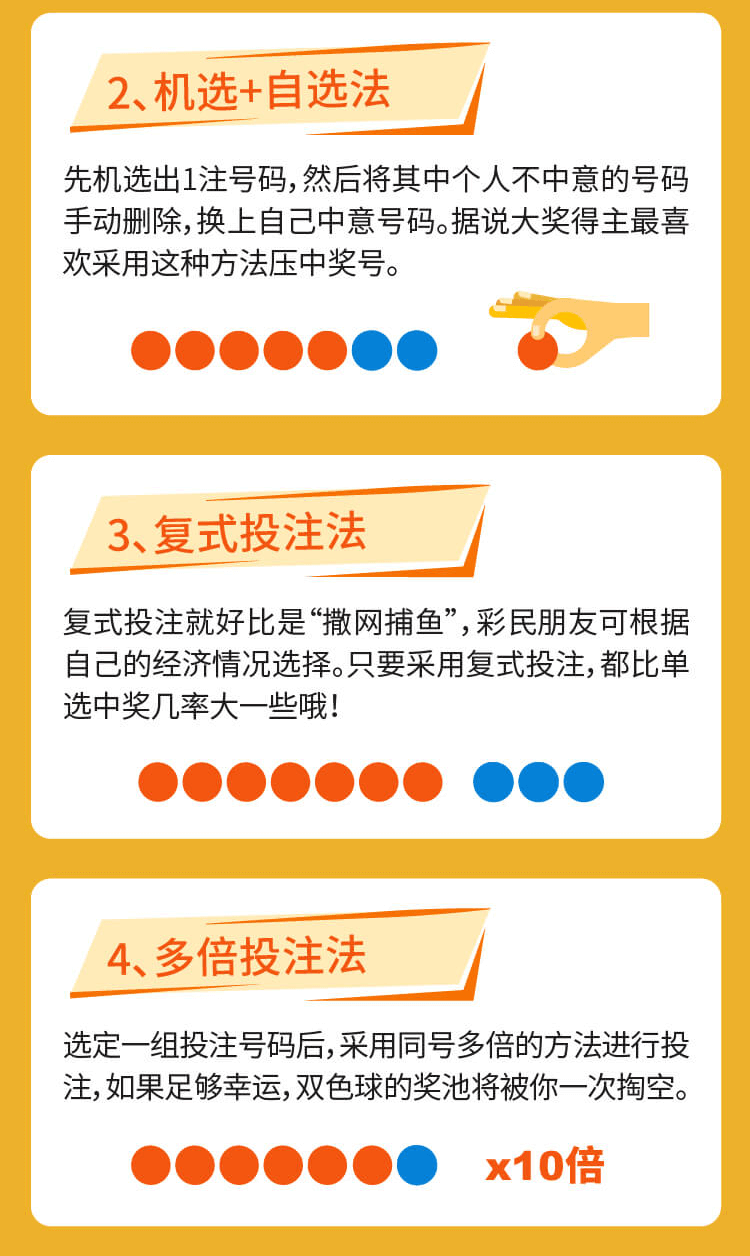 2、机选+自选法
先机选出1注号码，然后将其中个人不中意的号码
手动删除，换上自己中意号码。据说大奖得主最喜
欢采用这种方法压中奖号。
3、复式投注法
复式投注就好比是“撒网捕鱼”，彩民朋友可根据
自己的经济情况选择。只要采用复式投注，都比单
选中奖几率大一些哦！
4、多倍投注法
选定一组投注号码后，采用同号多倍的方法进行投
注，如果足够幸运，双色球的奖池将被你一次掏空。
x10倍